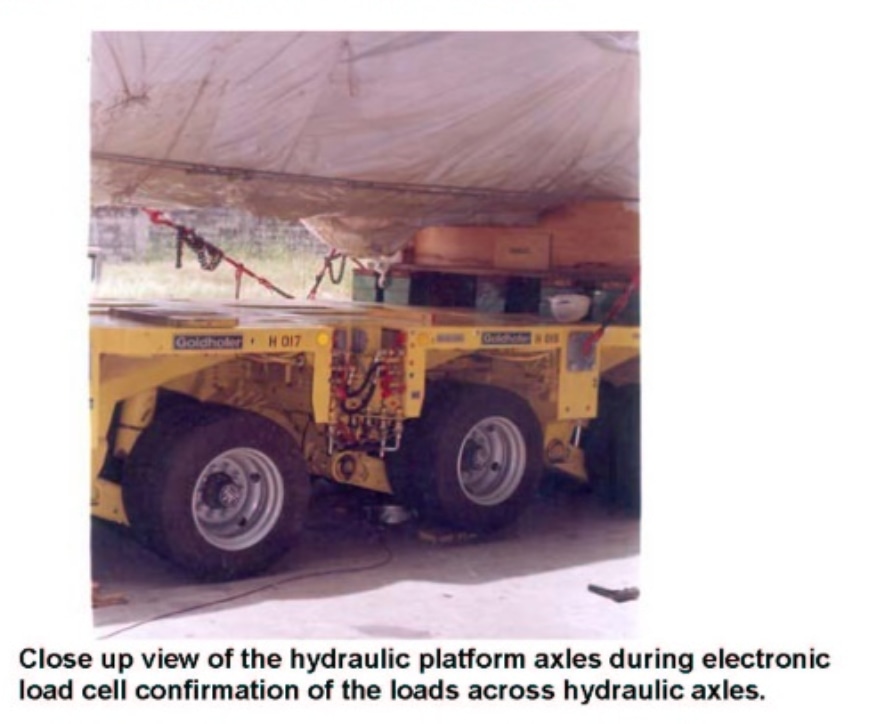 Goldhofer H 017
Goldhofer H 018
Close up view of the hydraulic platform axles during electronic
load cell confirmation of the loads across hydraulic axles.